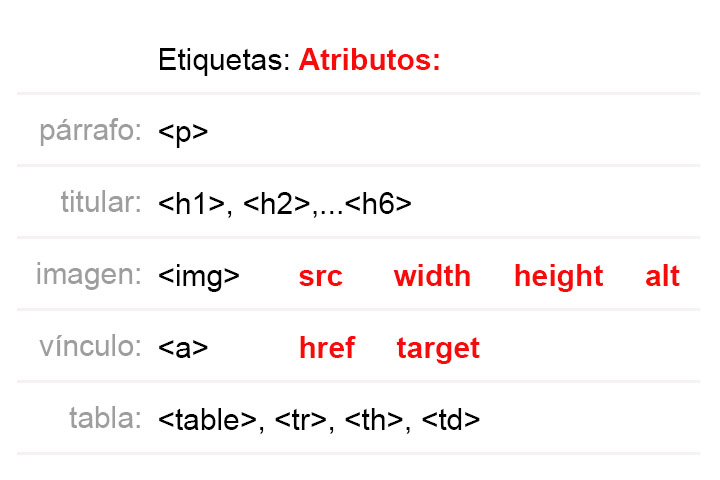 Etiquetas: Atributos:
párrafo: <p>
titular: <h1>, <h2>,...<h6>
imagen: <img> src width height alt
vínculo: <a> href target
tabla: <table>, <tr>, <th>, <td>